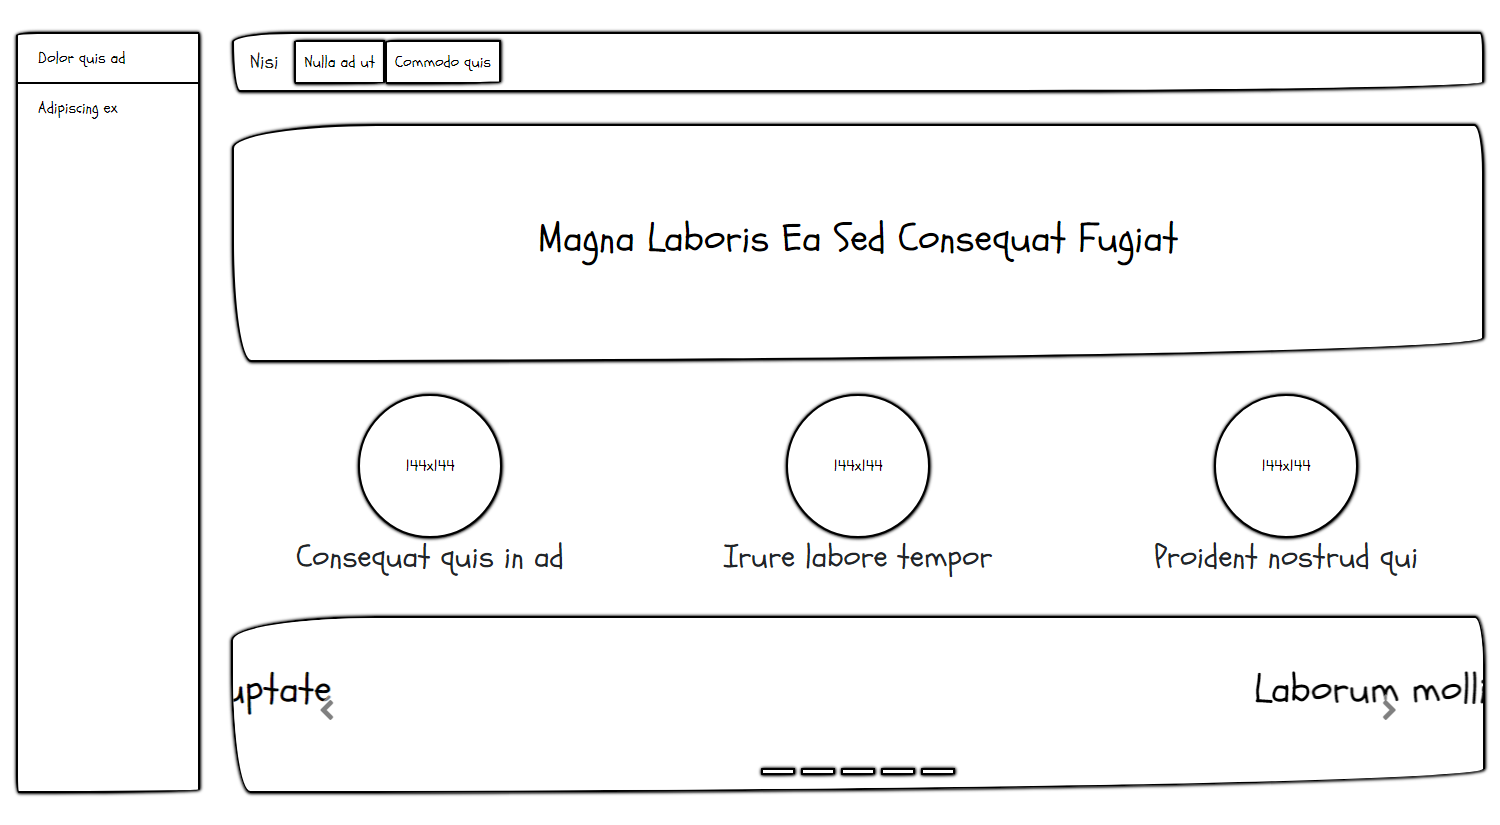 Dolor quis ad
Adipiscing ex
Nisi Nulla ad ut Commodo quis
Magna Laboris Ea Sed Consequat Fugiat
144x144 144x144 144x144
Consequat quis in ad
Irure labore tempor
Proident nostrud qui
uptate Laborum molli